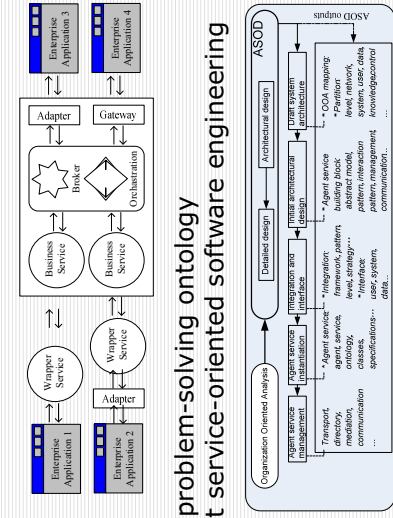 Enterprise
Application 1
Wrapper
Service
Business
Service
Broker
Adapter
Enterprise
Application 3
Enterprise
Application 2
Adapter
Wrapper
Service
Business
Service
Orchestration
Gateway
Enterprise
Application 4
problem-solving ontology
t service-oriented software engineering
ASOD
Organization Oriented Analysis
Detailed design
Architectural design
Agent service
management
Agent service
instantiation
Integration and
interface
Initial architectural
design
Draft system
architecture
ASOD outputs
Transport,
directory,
mediation,
communication
...
* Agent service:
agent, service,
ontology,
classes,
specifications···
* Integration:
framework, pattern,
level, strategy···
* Interface:
user, system,
data...
* Agent service
building block:
abstract, model,
pattern, interaction
pattern, management,
communication...
* OOA mapping:
* Partition:
level, network,
system, user, data,
knowledge,control
...